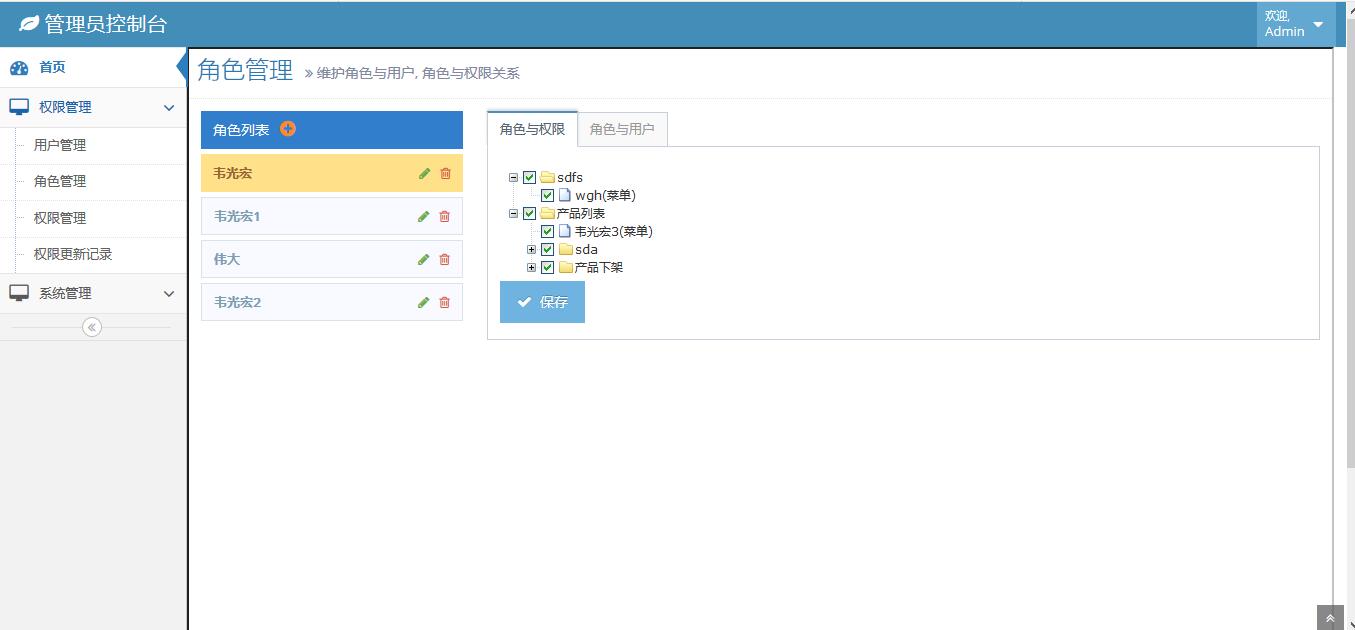 管理员控制台
欢迎,
Admin
首页
权限管理
用户管理
角色管理
权限管理
权限更新记录
系统管理
角色管理 » 维护角色与用户, 角色与权限关系
角色列表
韦光宏
韦光宏1
伟大
韦光宏2
角色与权限 角色与用户
sdfs
wgh(菜单)
产品列表
韦光宏3(菜单)
sda
产品下架
保存